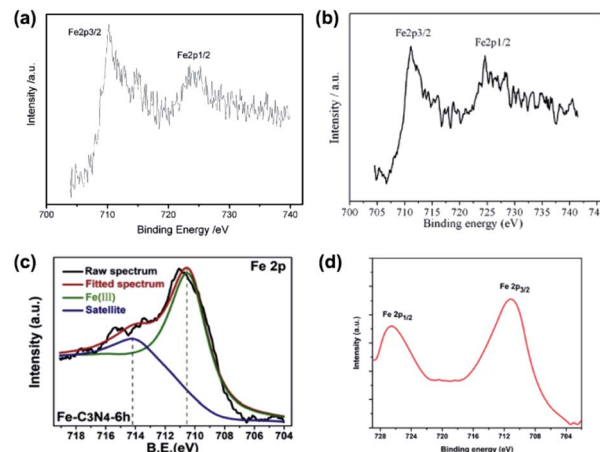 (a)
Fe2p3/2
Fe2p1/2
Intensity /a.u.
700 710 720 730 740
Binding Energy /eV
(b)
Fe2p3/2
Fe2p1/2
Intensity / a.u.
700 705 710 715 720 725 730 735 740
Binding energy (eV)
(c)
Fe 2p
Raw spectrum
Fitted spectrum
Fe(III)
Satellite
Intensity (a.u.)
Fe-C3N4-6h
718 716 714 712 710 708 706 704
B.E.(eV)
(d)
Fe 2p1/2
Fe 2p3/2
Intensity (a.u.)
728 724 720 716 712 708 704
Binding energy (eV)